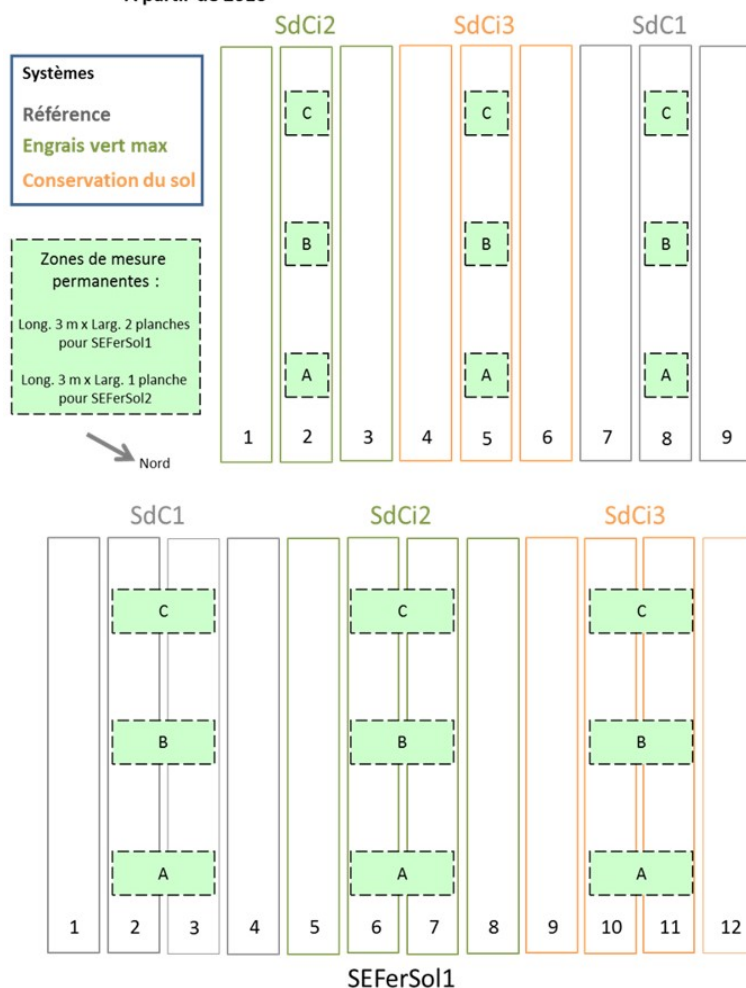 SdCi2 SdCi3 SdC1
Systèmes
Référence
Engrais vert max
Conservation du sol
Zones de mesure
permanentes :
Long. 3 m x Larg. 2 planches
pour SEFerSol1
Long. 3 m x Larg. 1 planche
pour SEFerSol2
Nord
C C C
B B B
A A A
1 2 3 4 5 6 7 8 9
SdC1 SdCi2 SdCi3
C C C
B B B
A A A
1 2 3 4 5 6 7 8 9 10 11 12
SEFerSol1